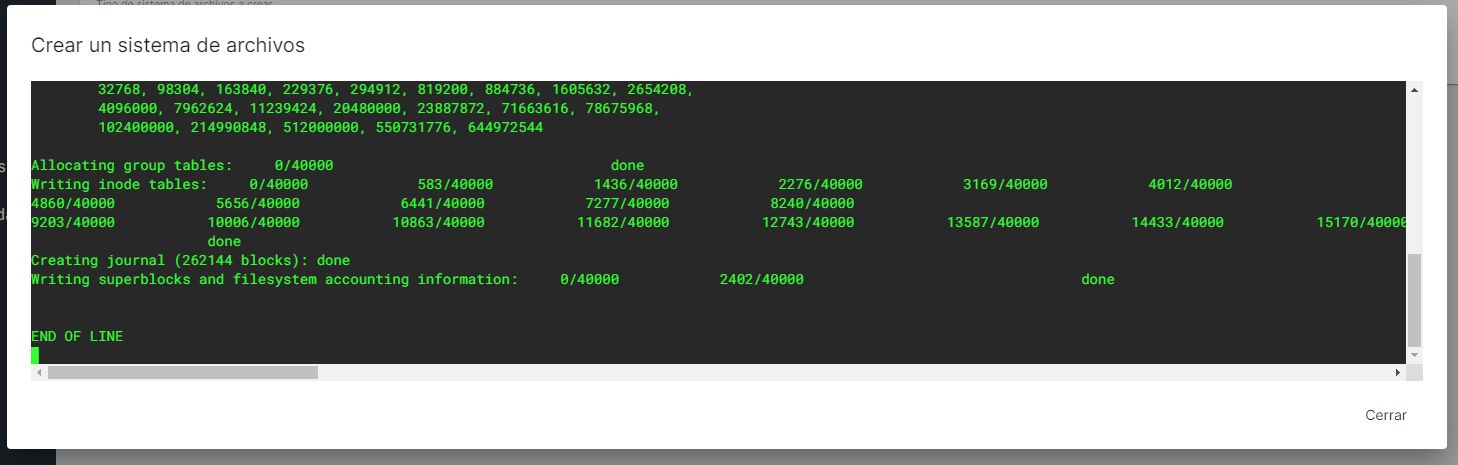 Tipo de sistema de archivos a crear
Crear un sistema de archivos
32768, 98304, 163840, 229376, 294912, 819200, 884736, 1605632, 2654208,
4096000, 7962624, 11239424, 20480000, 23887872, 71663616, 78675968,
102400000, 214990848, 512000000, 550731776, 644972544
Allocating group tables: 0/40000 done
Writing inode tables: 0/40000 583/40000 1436/40000 2276/40000 3169/40000 4012/40000
4860/40000 5656/40000 6441/40000 7277/40000 8240/40000
9203/40000 10006/40000 10863/40000 11682/40000 12743/40000 13587/40000 14433/40000 15170/40000
done
Creating journal (262144 blocks): done
Writing superblocks and filesystem accounting information: 0/40000 2402/40000 done
END OF LINE
Cerrar